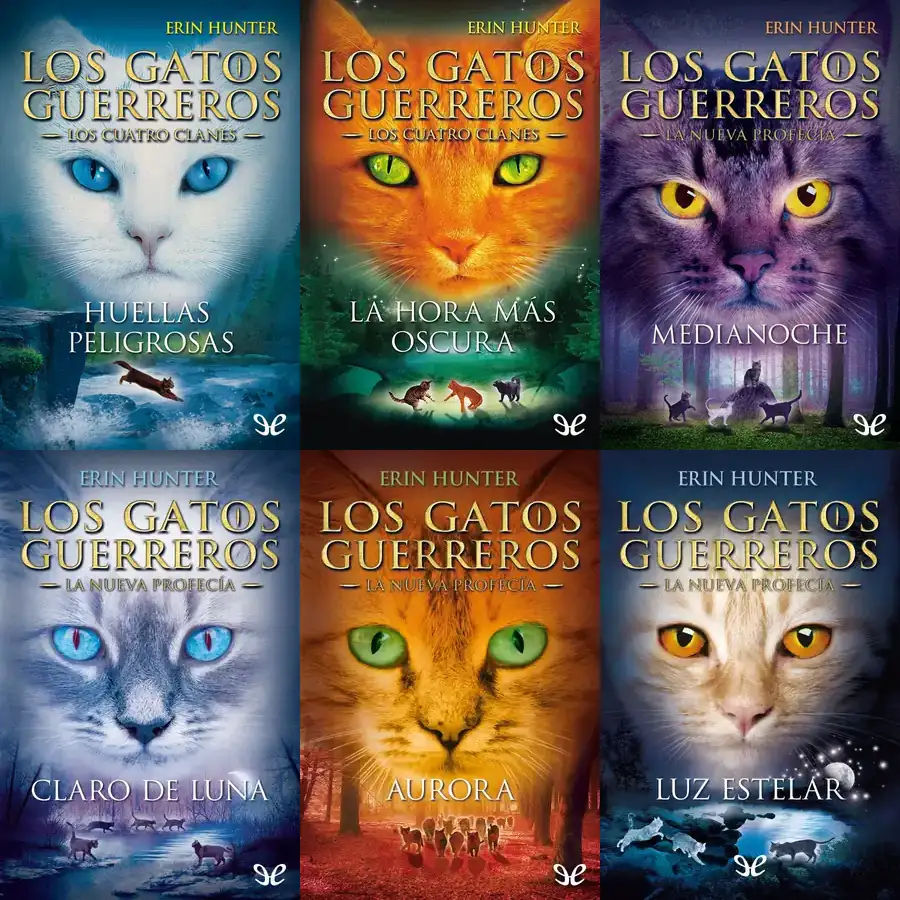 ERIN HUNTER
LOS GATOS
GUERREROS
LOS CUATRO CLANES
HUELLAS
PELIGROSAS
ERIN HUNTER
LOS GATOS
GUERREROS
LOS CUATRO CLANES
LA HORA MÁS
OSCURA
ERIN HUNTER
LOS GATOS
GUERREROS
LA NUEVA PROFECÍA
MEDIANOCHE
ERIN HUNTER
LOS GATOS
GUERREROS
LA NUEVA PROFECÍA
CLARO DE LUNA
ERIN HUNTER
LOS GATOS
GUERREROS
LA NUEVA PROFECÍA
AURORA
ERIN HUNTER
LOS GATOS
GUERREROS
LA NUEVA PROFECÍA
LUZ ESTELAR